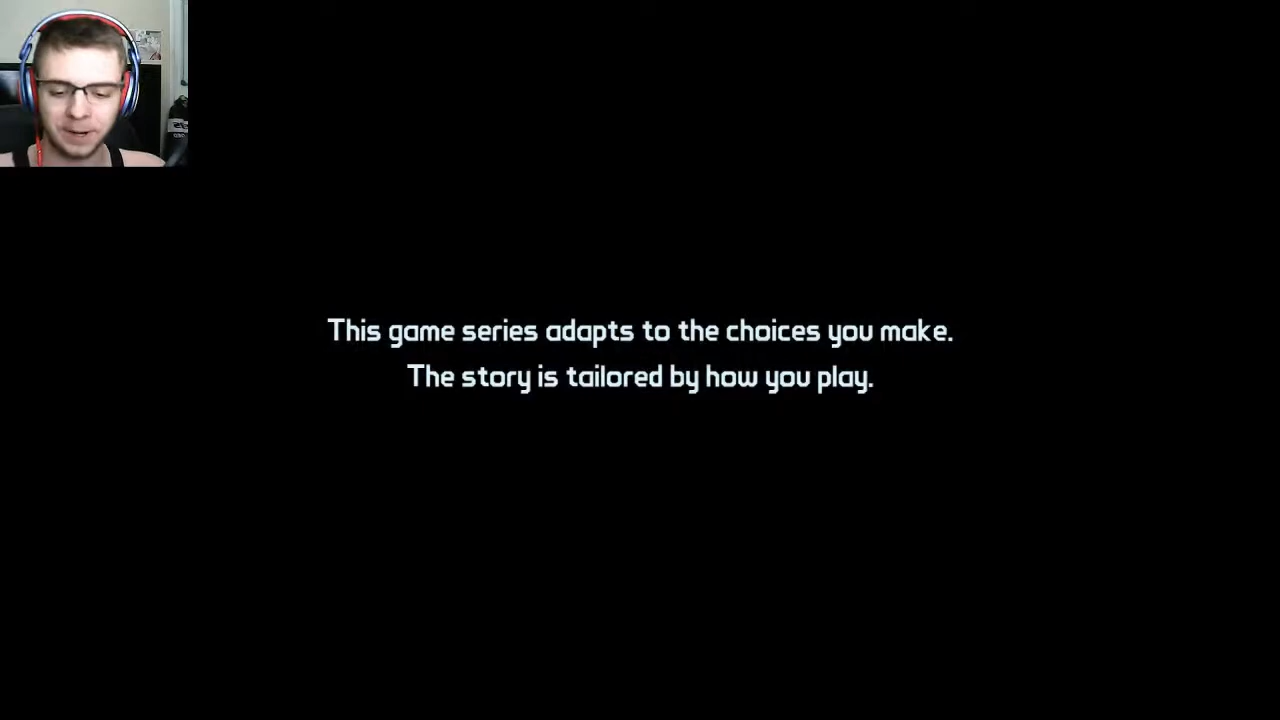 This game series adapts to the choices you make.
The story is tailored by how you play.